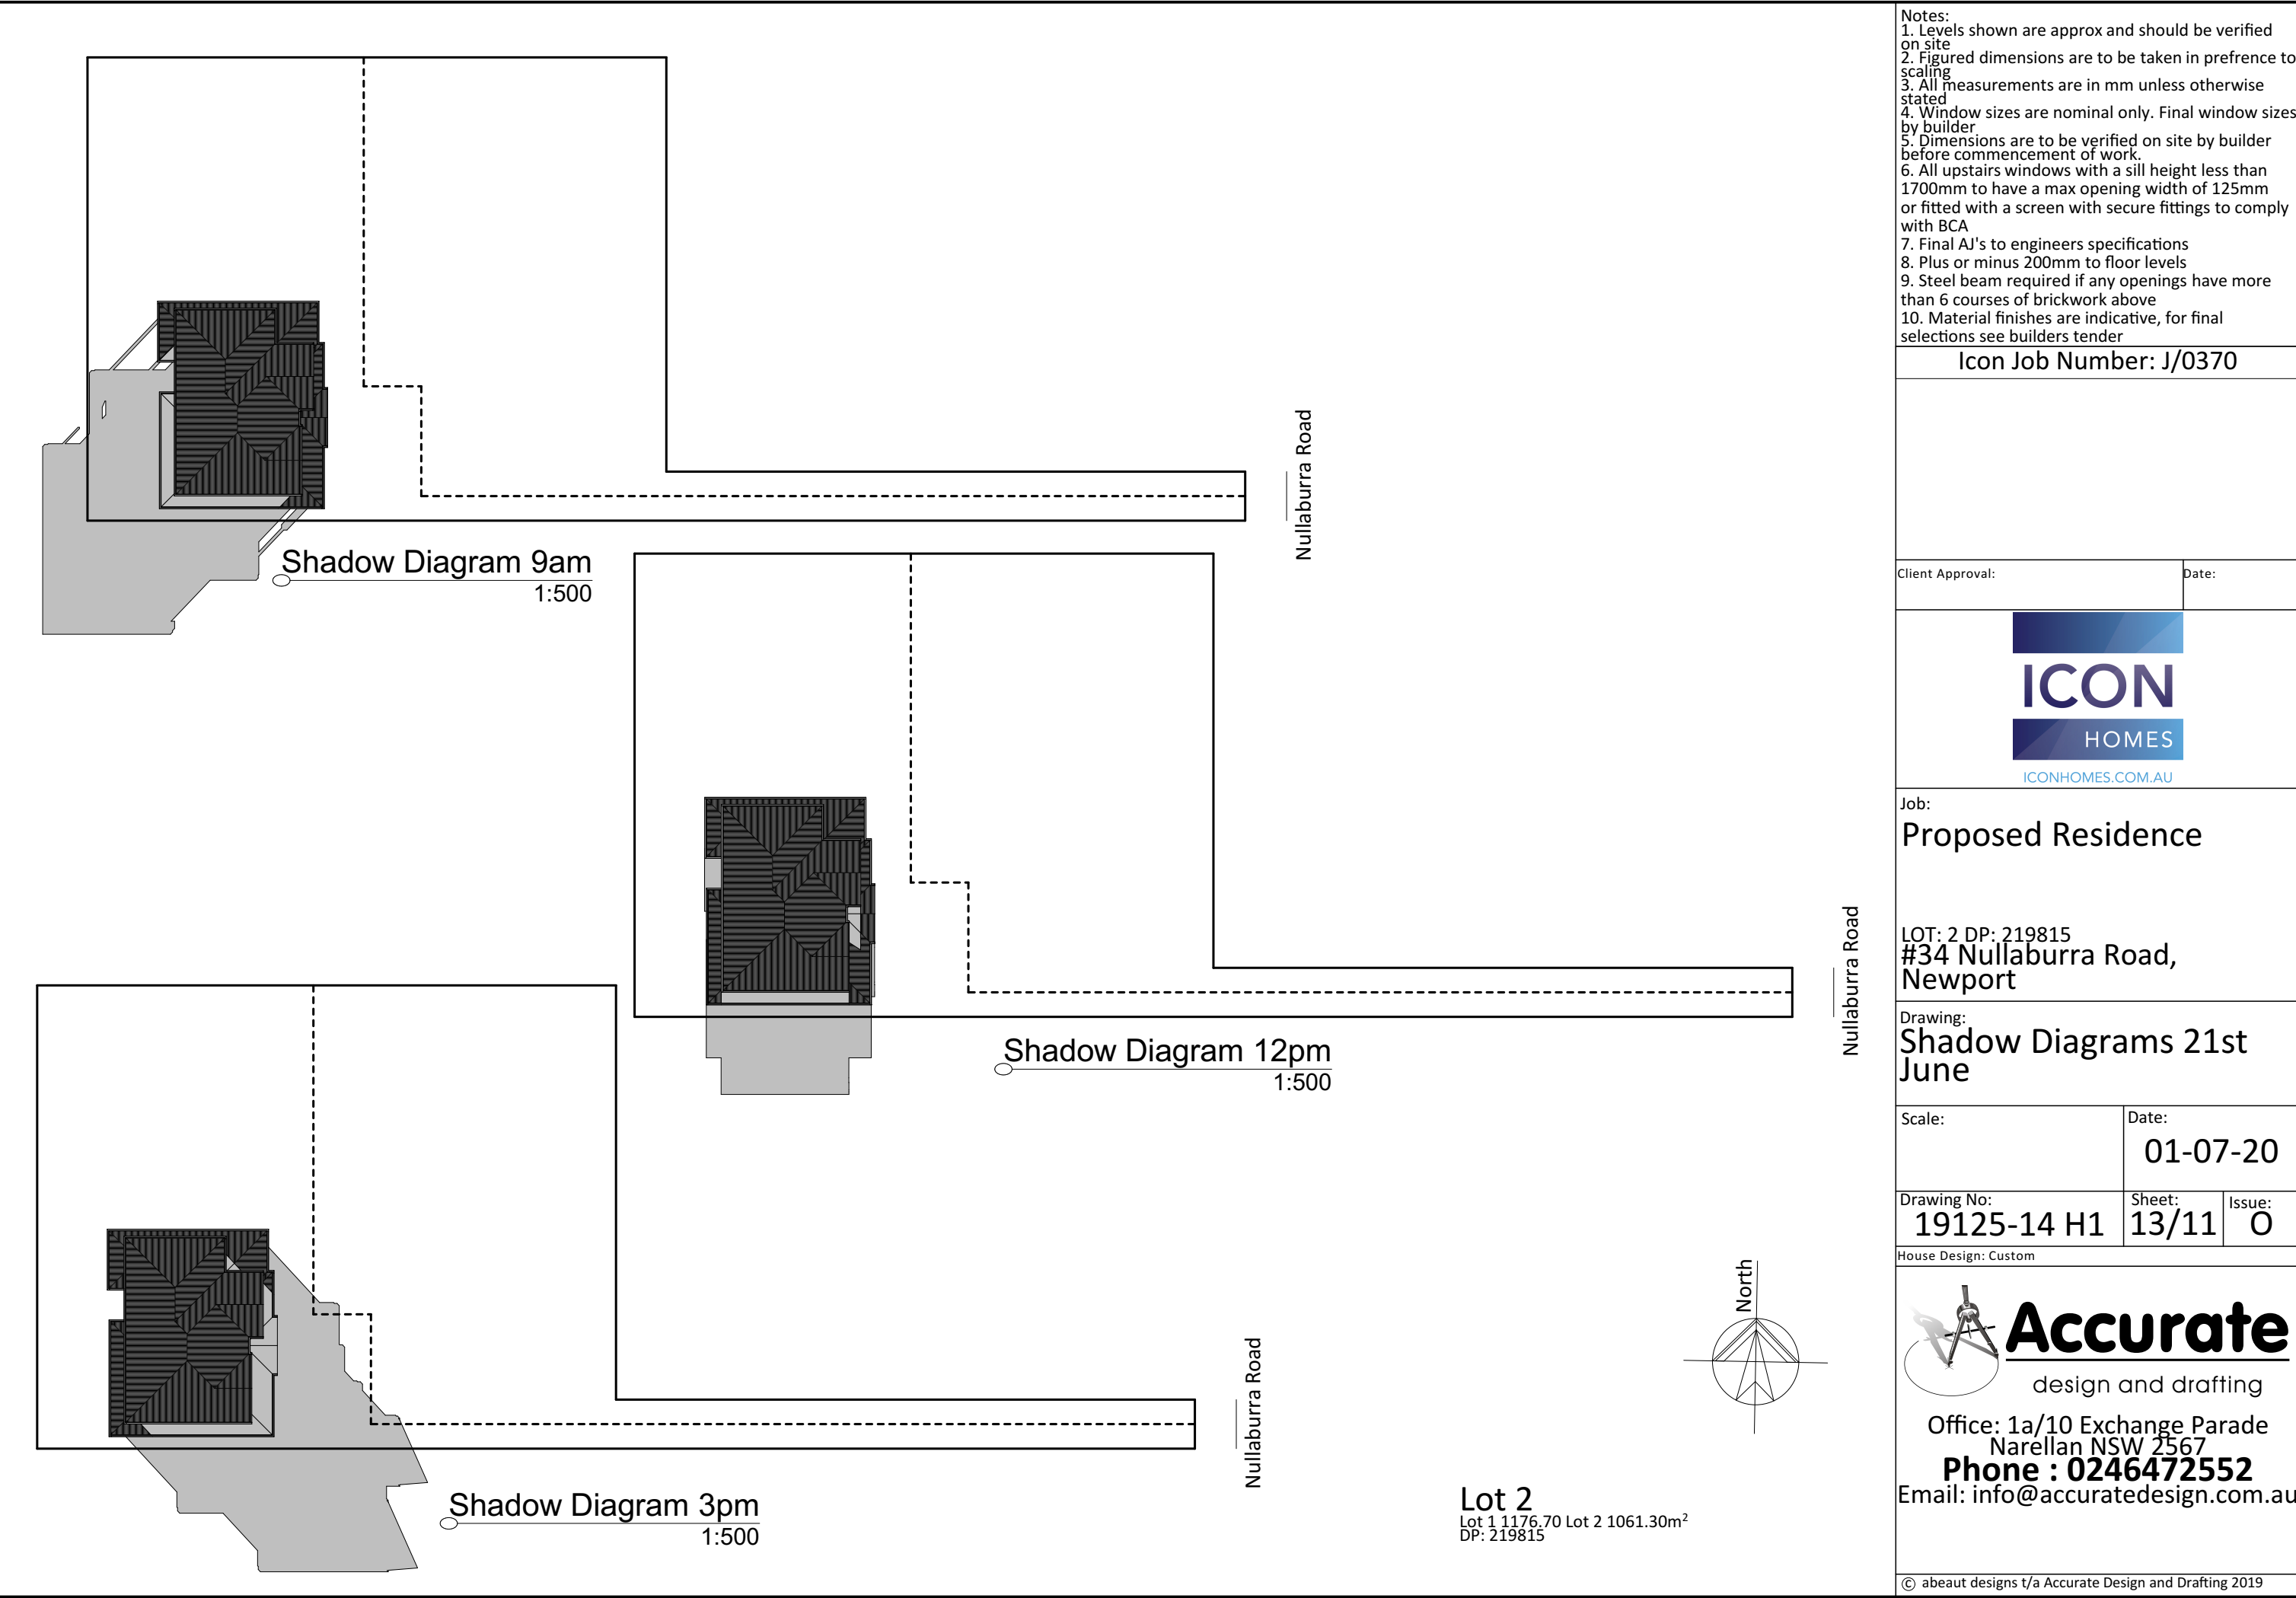 Shadow Diagram 9am
1:500
Nullaburra Road
Shadow Diagram 12pm
1:500
Nullaburra Road
Shadow Diagram 3pm
1:500
Nullaburra Road
North
Lot 2
Lot 1 1176.70 Lot 2 1061.30m²
DP: 219815
Notes:
1. Levels shown are approx and should be verified
on site
2. Figured dimensions are to be taken in prefrence to
scaling
3. All measurements are in mm unless otherwise
stated
4. Window sizes are nominal only. Final window sizes
by builder
5. Dimensions are to be verified on site by builder
before commencement of work.
6. All upstairs windows with a sill height less than
1700mm to have a max opening width of 125mm
or fitted with a screen with secure fittings to comply
with BCA
7. Final AJ's to engineers specifications
8. Plus or minus 200mm to floor levels
9. Steel beam required if any openings have more
than 6 courses of brickwork above
10. Material finishes are indicative, for final
selections see builders tender
Icon Job Number: J/0370
Client Approval:
Date:
ICON
HOMES
ICONHOMES.COM.AU
Job:
Proposed Residence
LOT: 2 DP: 219815
#34 Nullaburra Road,
Newport
Drawing:
Shadow Diagrams 21st
June
Scale:
Date:
01-07-20
Drawing No:
19125-14 H1
Sheet:
13/11
Issue:
O
House Design: Custom
Accurate
design and drafting
Office: 1a/10 Exchange Parade
Narellan NSW 2567
Phone : 0246472552
Email: info@accuratedesign.com.au
© abeaut designs t/a Accurate Design and Drafting 2019